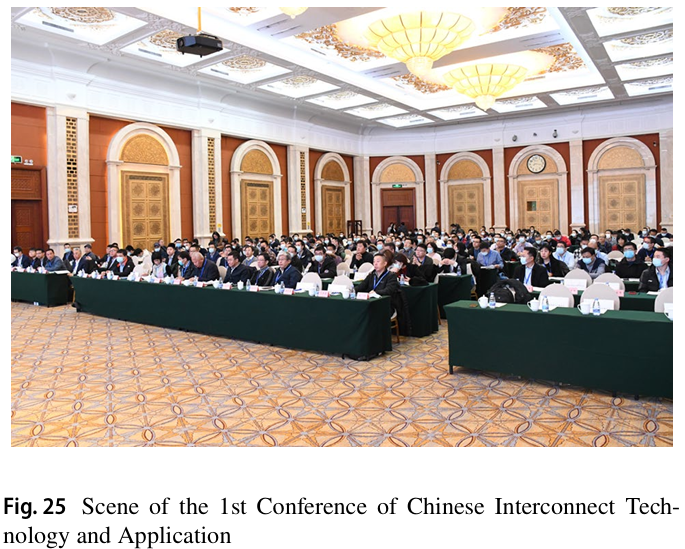 Fig. 25 Scene of the 1st Conference of Chinese Interconnect Tech-
nology and Application